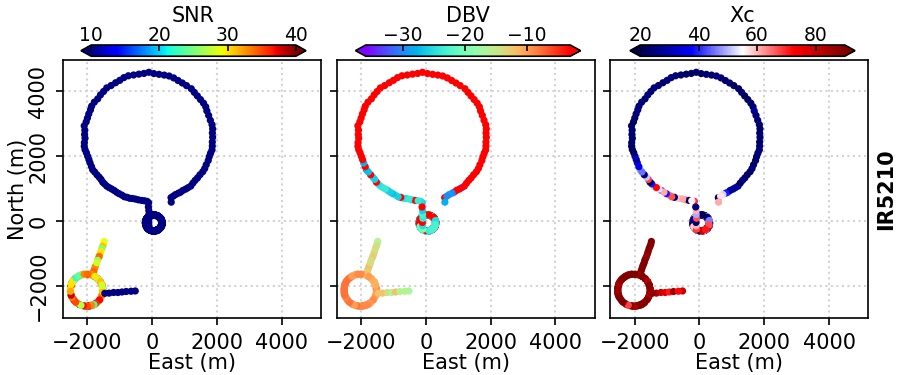 SNR DBV Xc
10 20 30 40 −30 −20 −10 20 40 60 80
4000
2000
0
−2000
North (m)
−2000 0 2000 4000 −2000 0 2000 4000 −2000 0 2000 4000
East (m) East (m) East (m)
IR5210